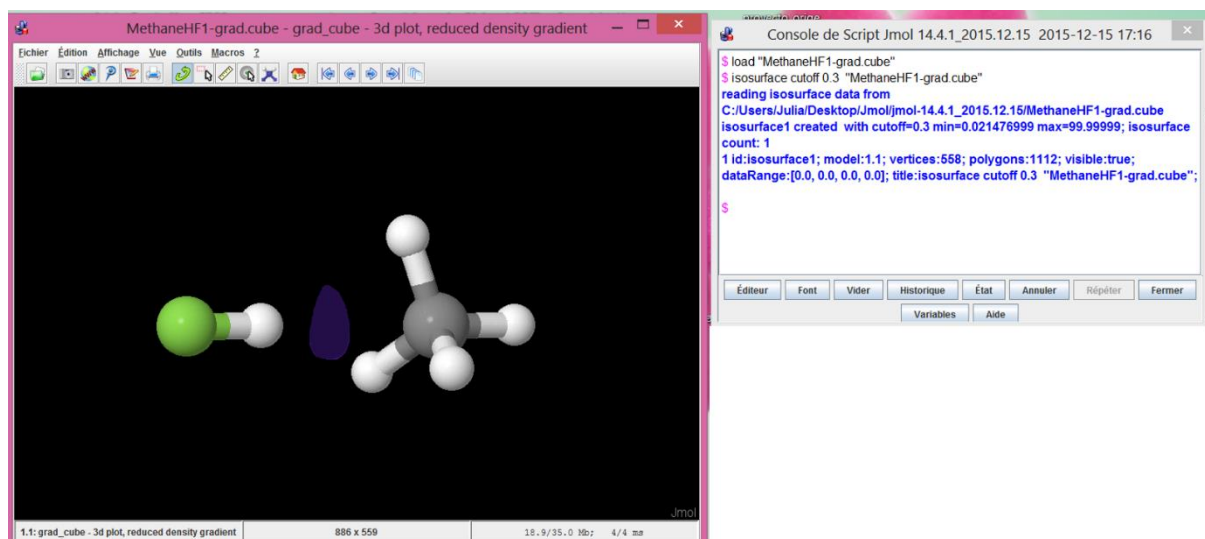 MethaneHF1-grad.cube - grad_cube - 3d plot, reduced density gradient
Fichier Édition Affichage Vue Outils Macros ?
Jmol
1.1: grad_cube - 3d plot, reduced density gradient 886 x 559 18.9/35.0 Mb; 4/4 ms
Console de Script Jmol 14.4.1_2015.12.15 2015-12-15 17:16
$ load "MethaneHF1-grad.cube"
$ isosurface cutoff 0.3 "MethaneHF1-grad.cube"
reading isosurface data from
C:/Users/Julia/Desktop/Jmol/jmol-14.4.1_2015.12.15/MethaneHF1-grad.cube
isosurface1 created with cutoff=0.3 min=0.021476999 max=99.99999; isosurface
count: 1
1 id:isosurface1; model:1.1; vertices:558; polygons:1112; visible:true;
dataRange:[0.0, 0.0, 0.0, 0.0]; title:isosurface cutoff 0.3 "MethaneHF1-grad.cube";
$
Éditeur Font Vider Historique État Annuler Répéter Fermer
Variables Aide